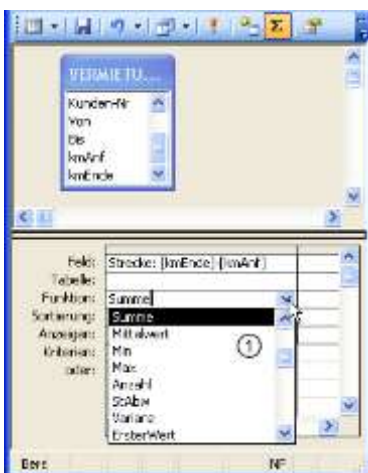 Σ
VERMIETU...
Kunden-Nr
Von
Bis
kmAnf
kmEnde
Feld: Strecke: [kmEnde]-[kmAnf]
Tabelle:
Funktion: Summe
Sortierung: Summe
Anzeigen: Mittelwert
Kriterien: Min
oder: Max
Anzahl
StAbw
Varianz
ErsterWert
1
Bere
NF